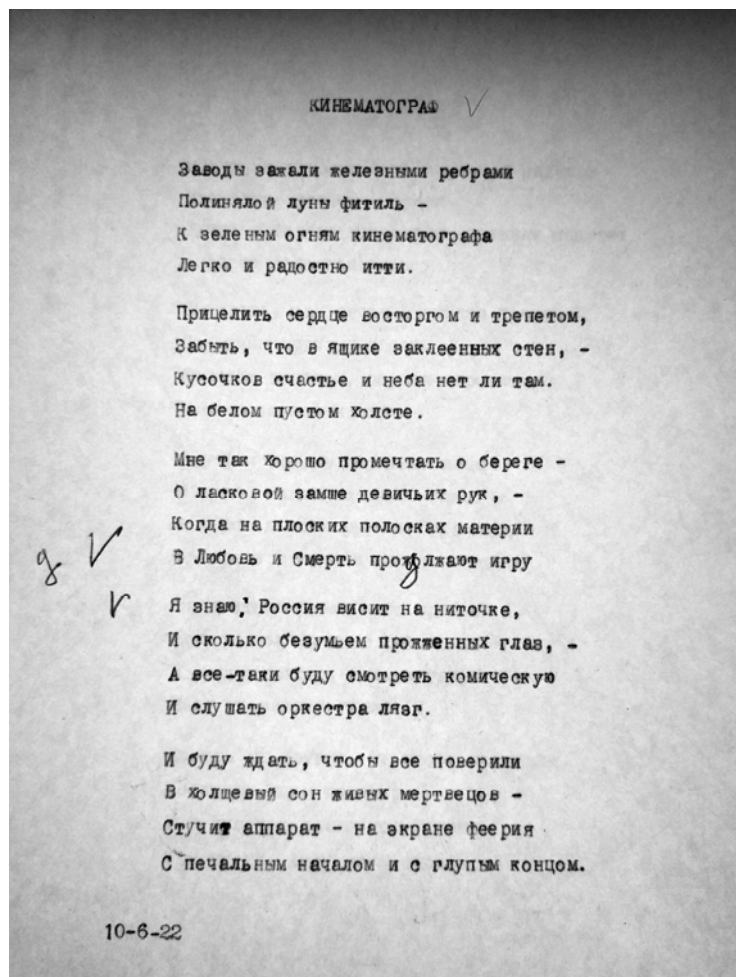 КИНЕМАТОГРАФ
Заводы зажали железными ребрами
Полинялой луны фитиль –
К зеленым огням кинематографа
Легко и радостно итти.
Прицелить сердце восторгом и трепетом,
Забыть, что в ящике заклеенных стен, –
Кусочков счастье и неба нет ли там.
На белом пустом холсте.
Мне так хорошо промечтать о береге –
О ласковой замше девичьих рук, –
Когда на плоских полосках материи
В Любовь и Смерть продолжают игру
Я знаю, Россия висит на ниточке,
И сколько безумьем прожженных глаз, –
А все-таки буду смотреть комическую
И слушать оркестра лязг.
И буду ждать, чтобы все поверили
В холщевый сон живых мертвецов –
Стучит аппарат – на экране феерия
С печальным началом и с глупым концом.
10-6-22